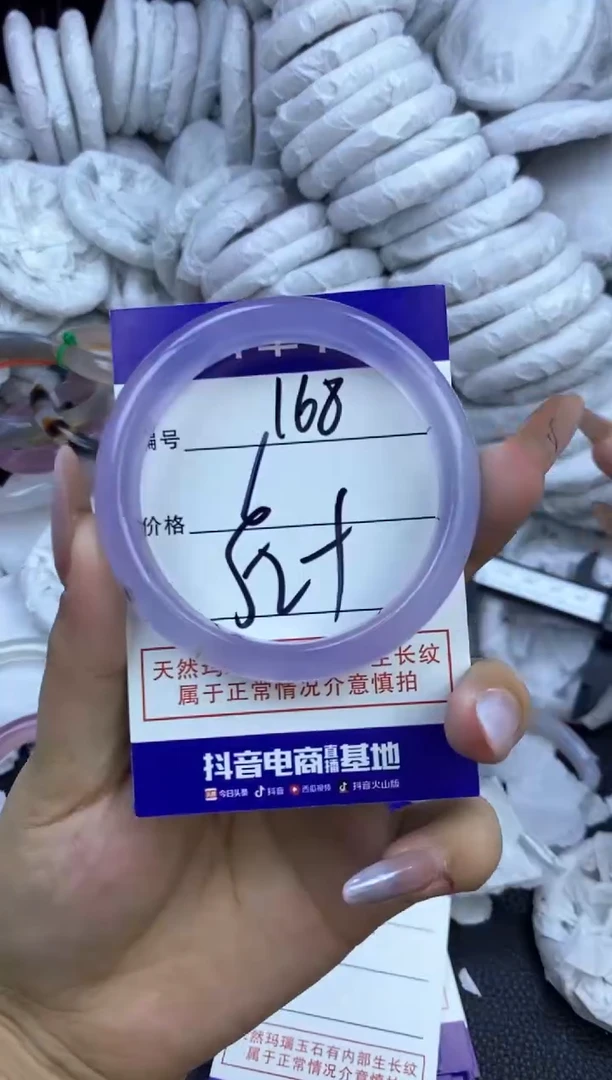 编号 168
价格
天然玛 生长纹
属于正常情况介意慎拍
抖音电商直播基地
今日头条 抖音 西瓜视频 抖音火山版
然玛瑙玉石有内部生长纹
属于正常情况介意慎拍